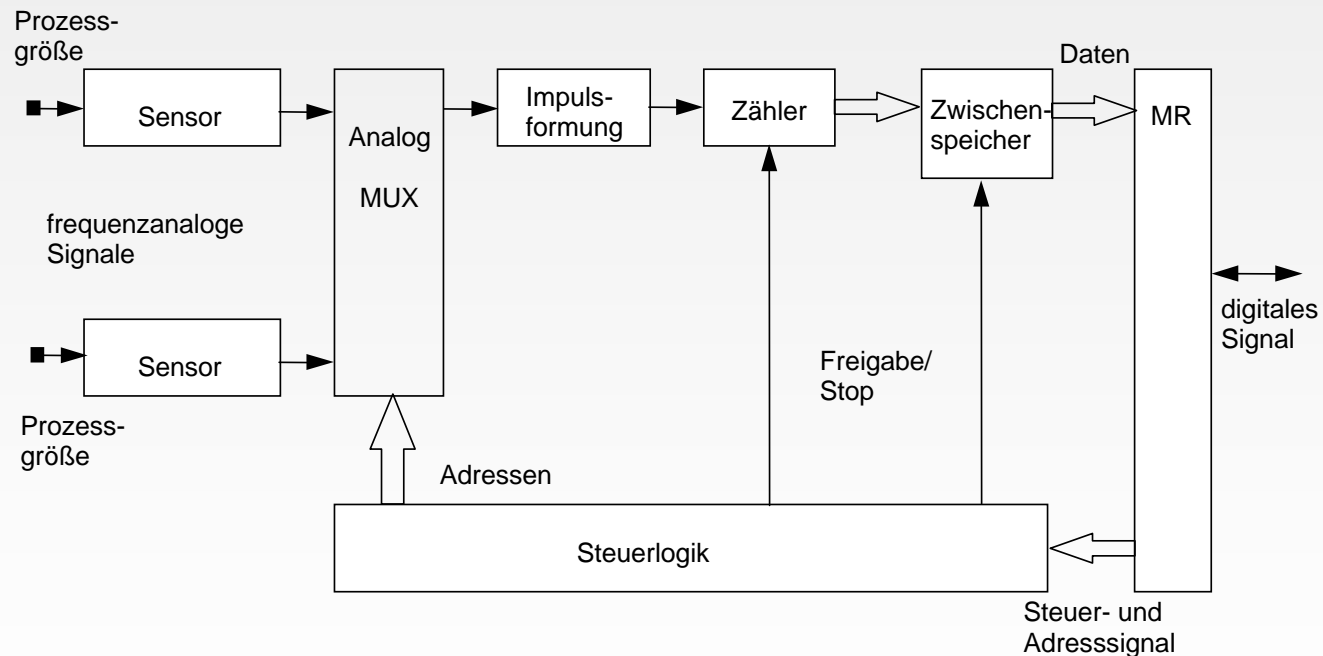 Prozess-
größe
Sensor
Analog
MUX
Impuls-
formung
Zähler
Zwischen-
speicher
Daten
MR
frequenzanaloge
Signale
Sensor
Prozess-
größe
Freigabe/
Stop
digitales
Signal
Adressen
Steuerlogik
Steuer- und
Adresssignal